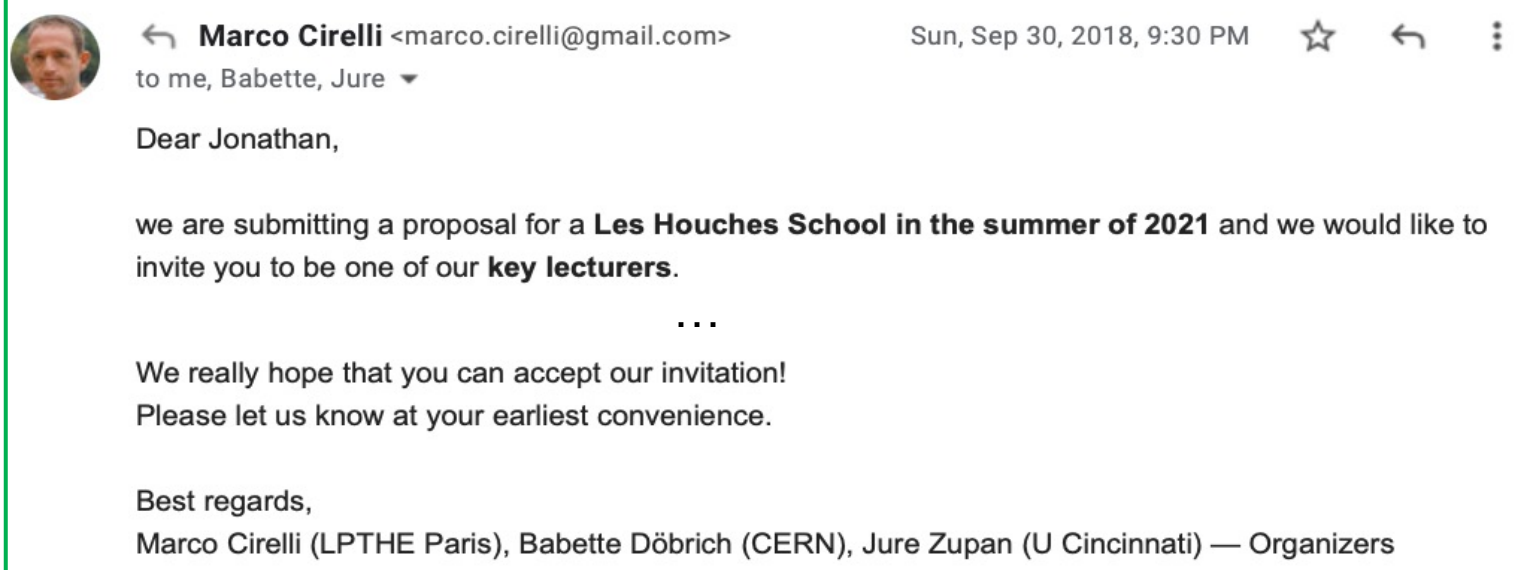 Marco Cirelli <marco.cirelli@gmail.com> Sun, Sep 30, 2018, 9:30 PM
to me, Babette, Jure
Dear Jonathan,
we are submitting a proposal for a Les Houches School in the summer of 2021 and we would like to
invite you to be one of our key lecturers.
...
We really hope that you can accept our invitation!
Please let us know at your earliest convenience.
Best regards,
Marco Cirelli (LPTHE Paris), Babette Döbrich (CERN), Jure Zupan (U Cincinnati) — Organizers